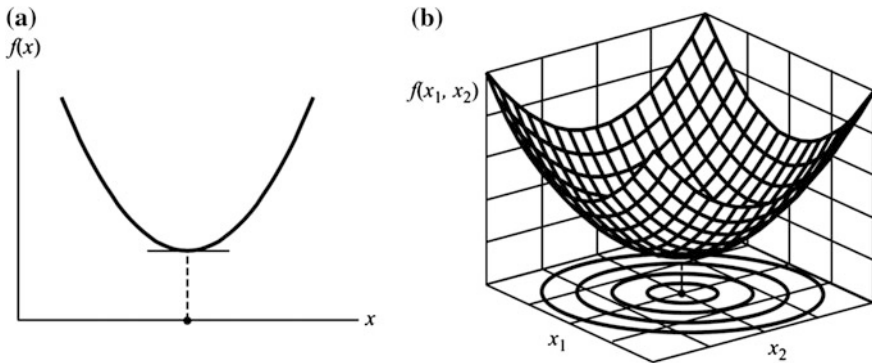 (a)
f(x)
x
(b)
f(x₁, x₂)
x₁
x₂